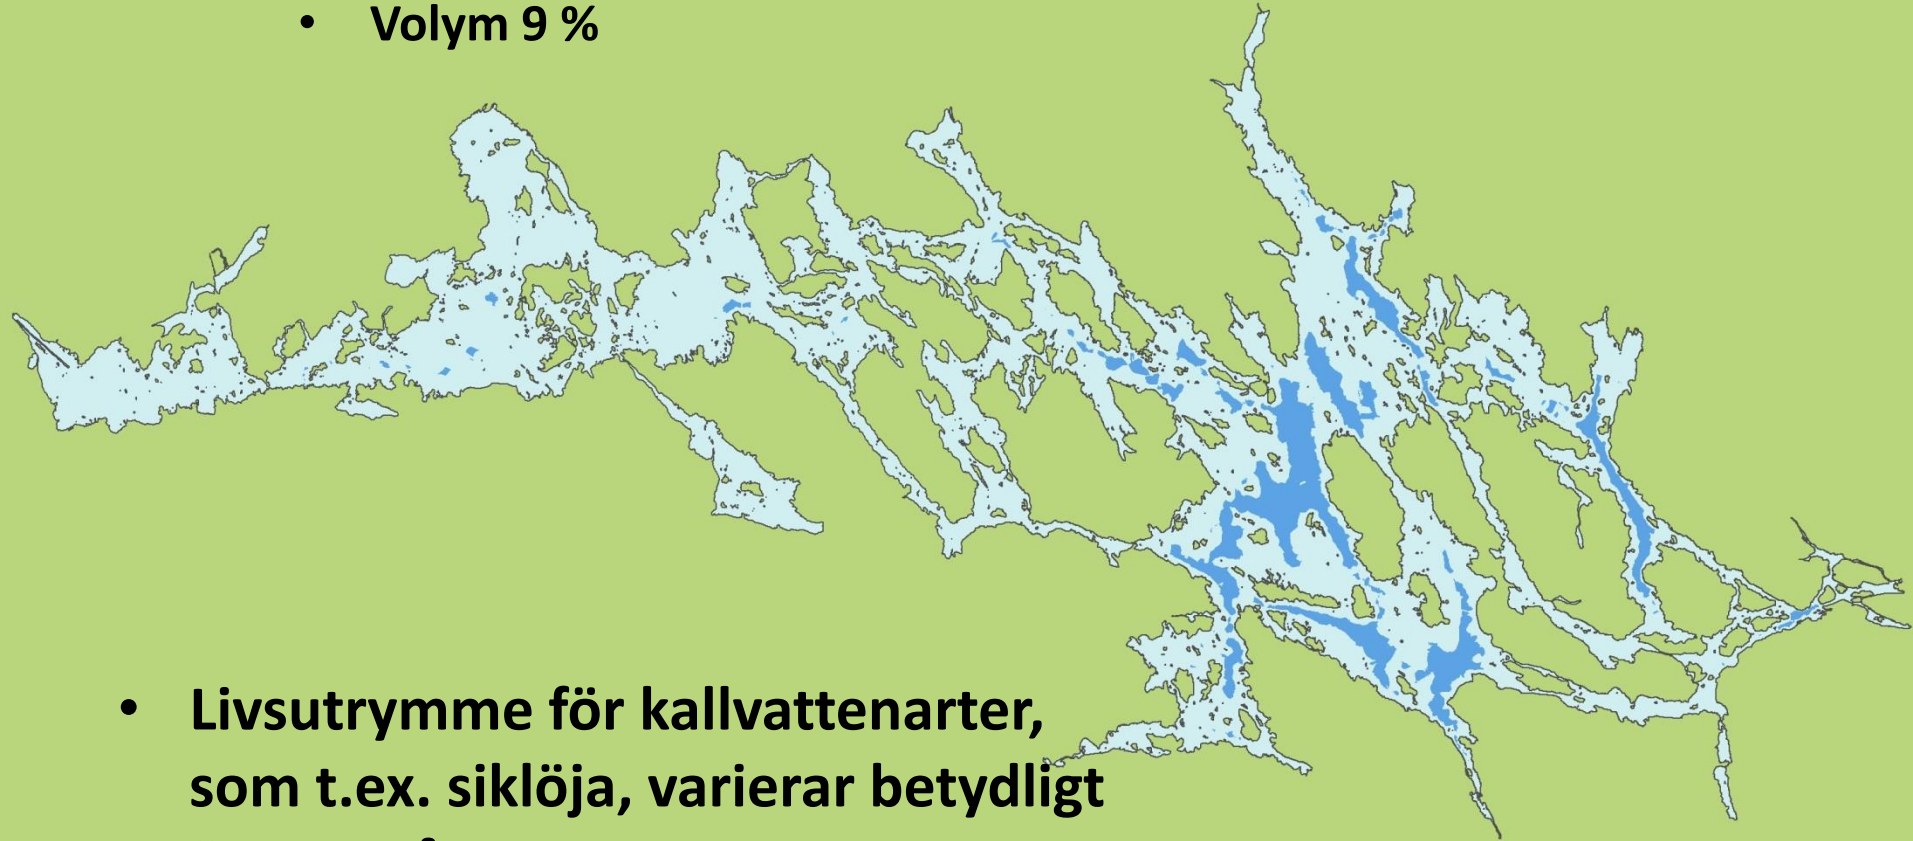 • Volym 9 %
• Livsutrymme för kallvattenarter,
som t.ex. siklöja, varierar betydligt